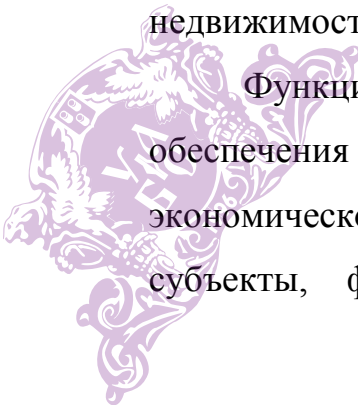 недвижимост
Функци
обеспечения
экономическо
субъекты, ф